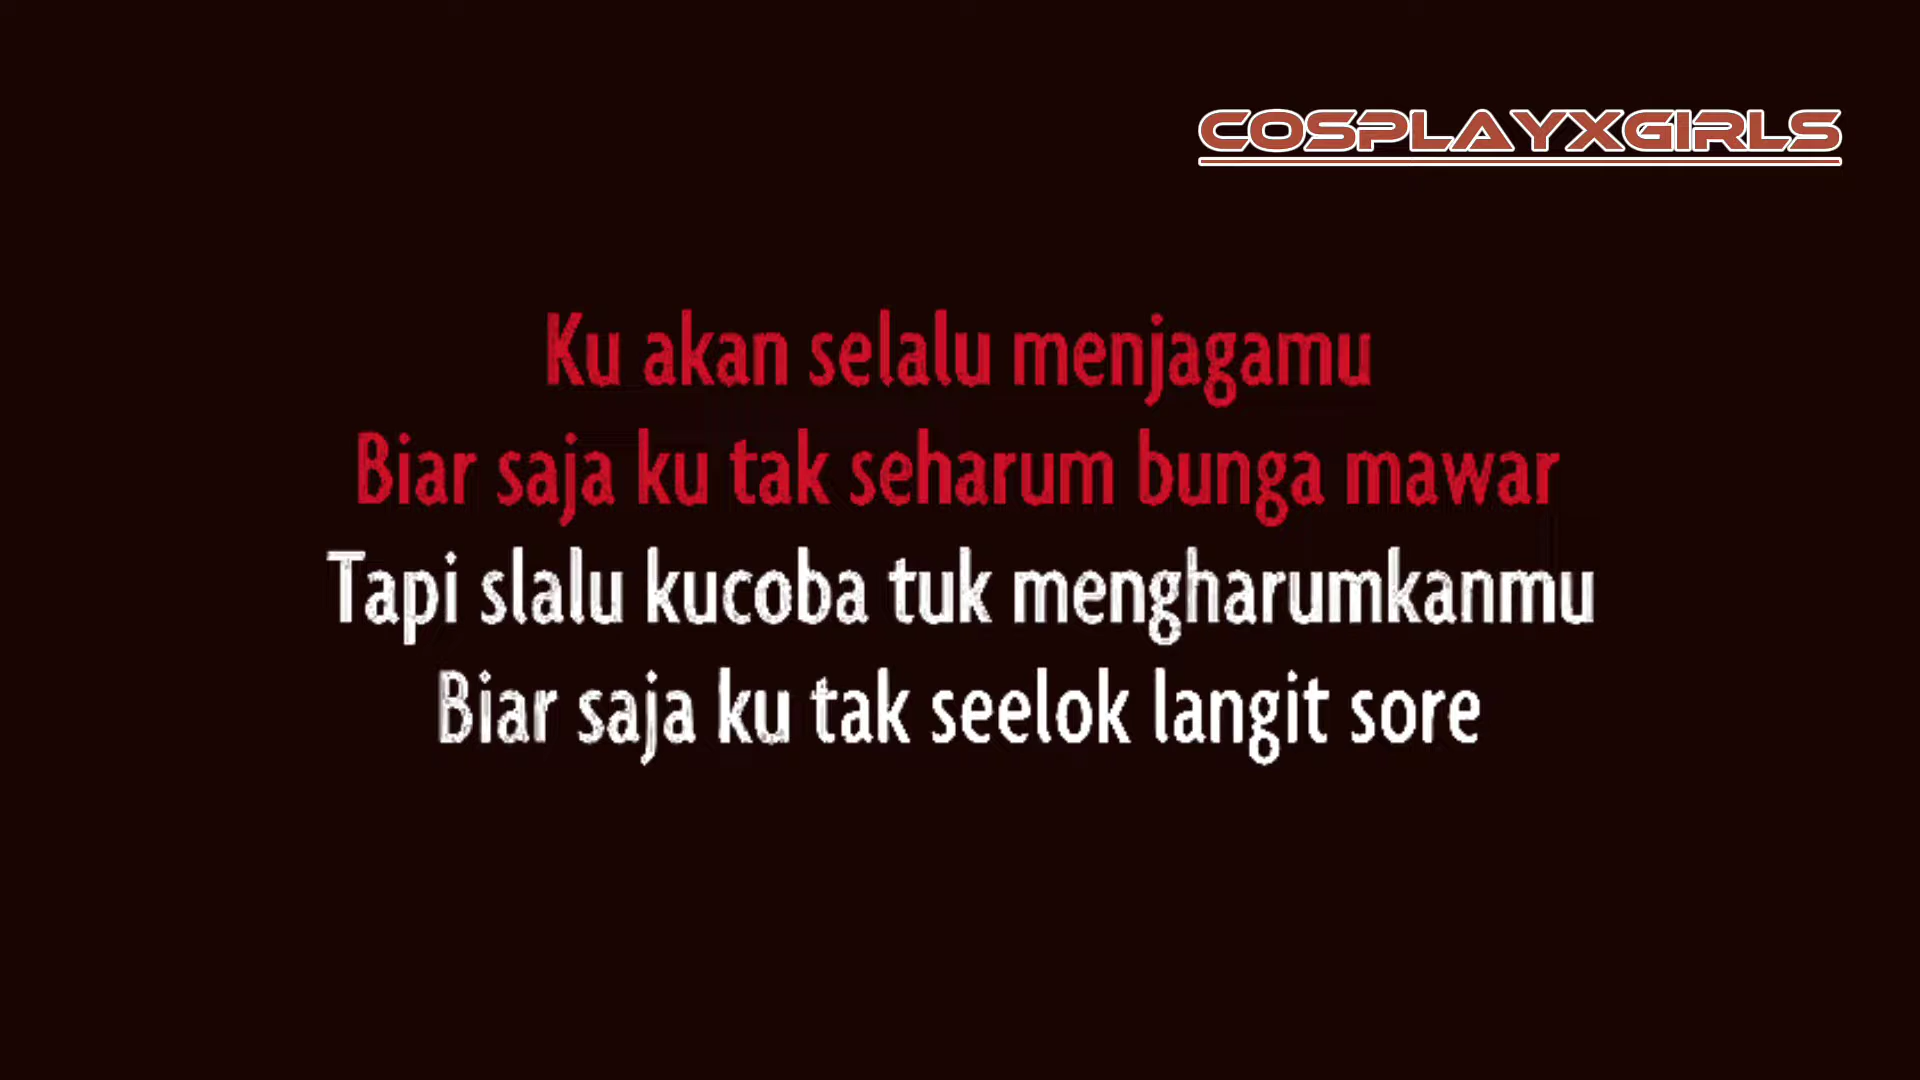 COSPLAYXGIRLS
Ku akan selalu menjagamu
Biar saja ku tak seharum bunga mawar
Tapi slalu kucoba tuk mengharumkanmu
Biar saja ku tak seelok langit sore